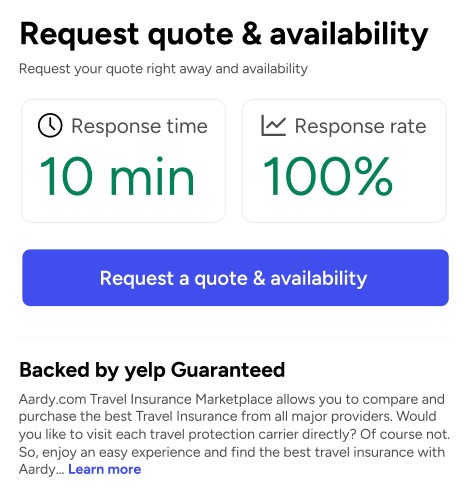 Request quote & availability
Request your quote right away and availability
Response time
10 min
Response rate
100%
Request a quote & availability
Backed by yelp Guaranteed
Aardy.com Travel Insurance Marketplace allows you to compare and
purchase the best Travel Insurance from all major providers. Would
you like to visit each travel protection carrier directly? Of course not.
So, enjoy an easy experience and find the best travel insurance with
Aardy... Learn more